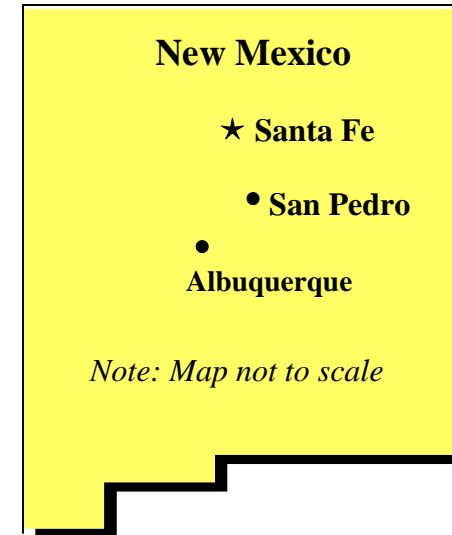 New Mexico
Santa Fe
San Pedro
Albuquerque
Note: Map not to scale